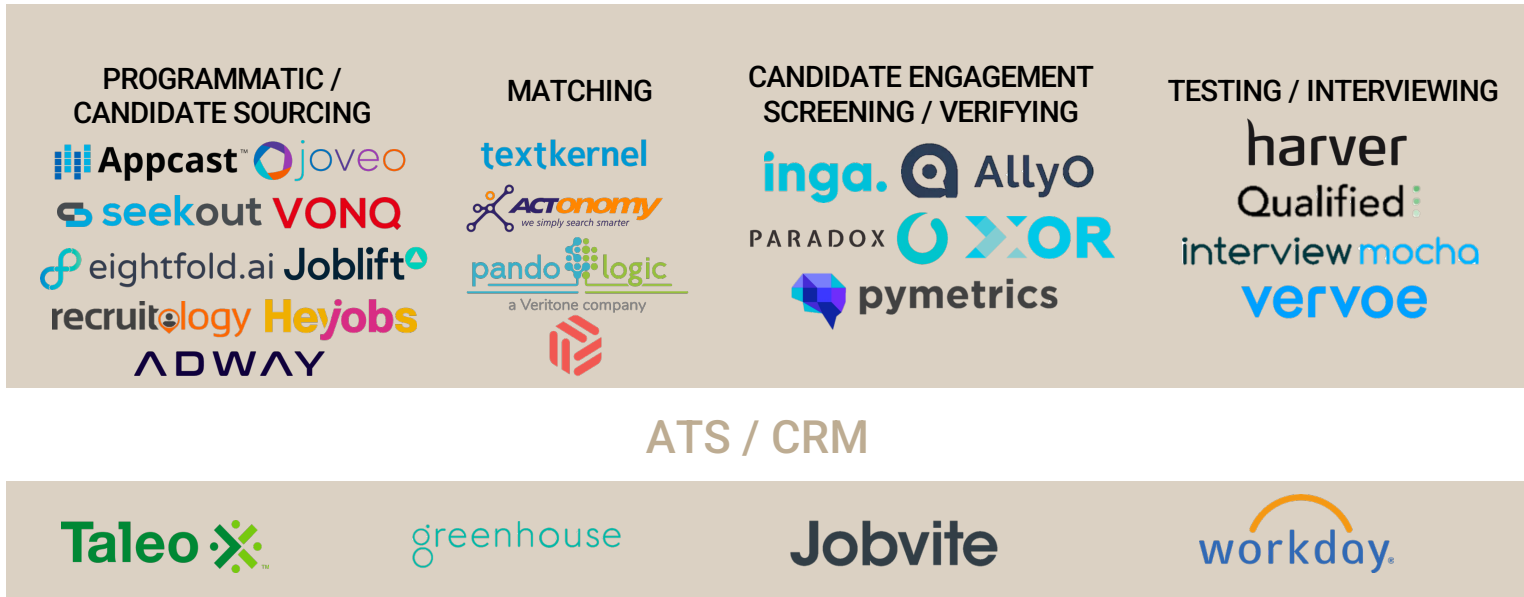 PROGRAMMATIC /
CANDIDATE SOURCING
Appcast™ joveo
seekout VONQ
eightfold.ai Joblift
recruitology Heyjobs
ADWAY
MATCHING
textkernel
ACTONOMY
we simply search smarter
pandologic
a Veritone company
CANDIDATE ENGAGEMENT
SCREENING / VERIFYING
inga. AllyO
PARADOX XOR
pymetrics
TESTING / INTERVIEWING
harver
Qualified
interview mocha
vervoe
ATS / CRM
Taleo™ greenhouse Jobvite workday®